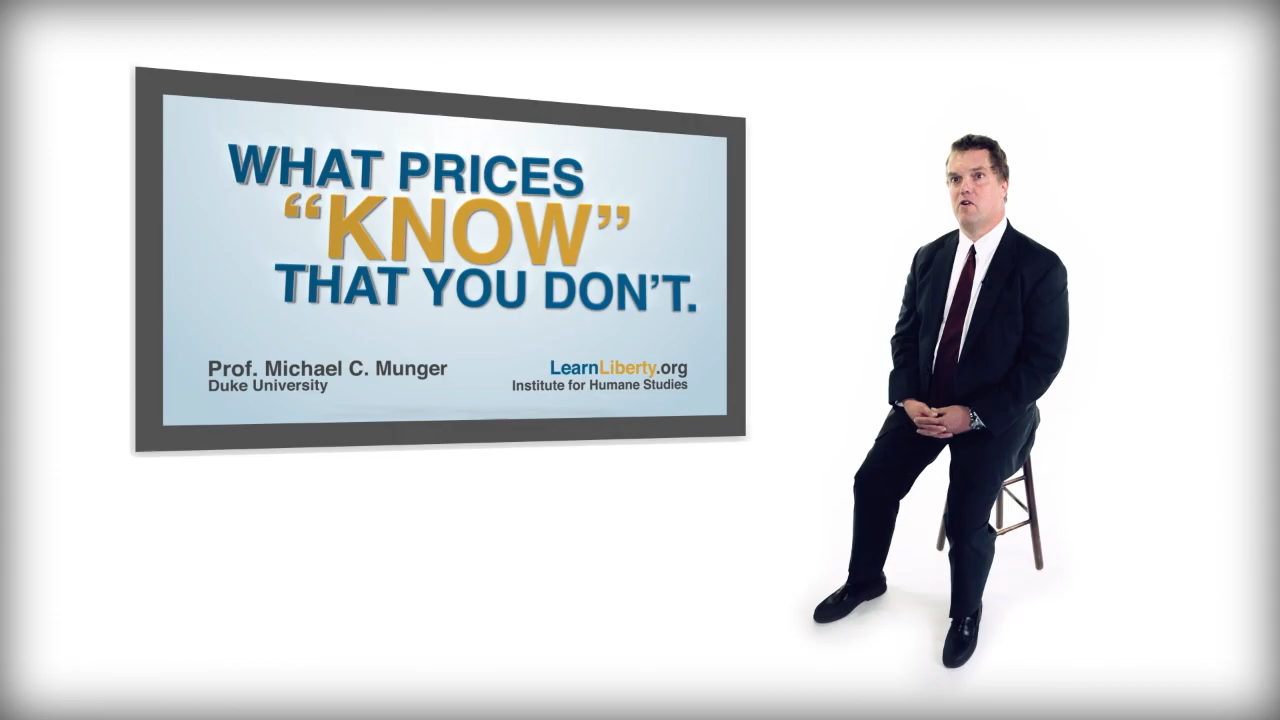 WHAT PRICES
“KNOW”
THAT YOU DON’T.
Prof. Michael C. Munger
Duke University
LearnLiberty.org
Institute for Humane Studies